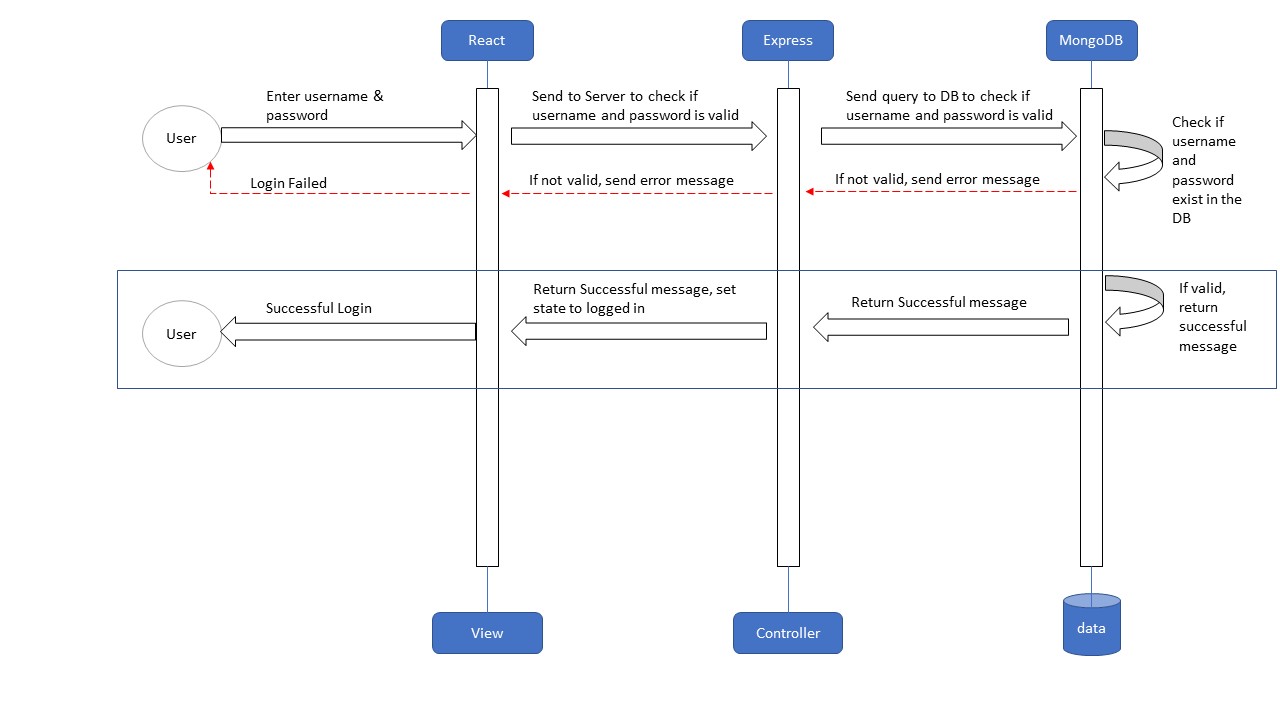 React
Express
MongoDB
Enter username &
password
Send to Server to check if
username and password is valid
Send query to DB to check if
username and password is valid
User
Check if
username
and
password
exist in the
DB
Login Failed
If not valid, send error message
If not valid, send error message
Successful Login
Return Successful message, set
state to logged in
Return Successful message
If valid,
return
successful
message
User
View
Controller
data